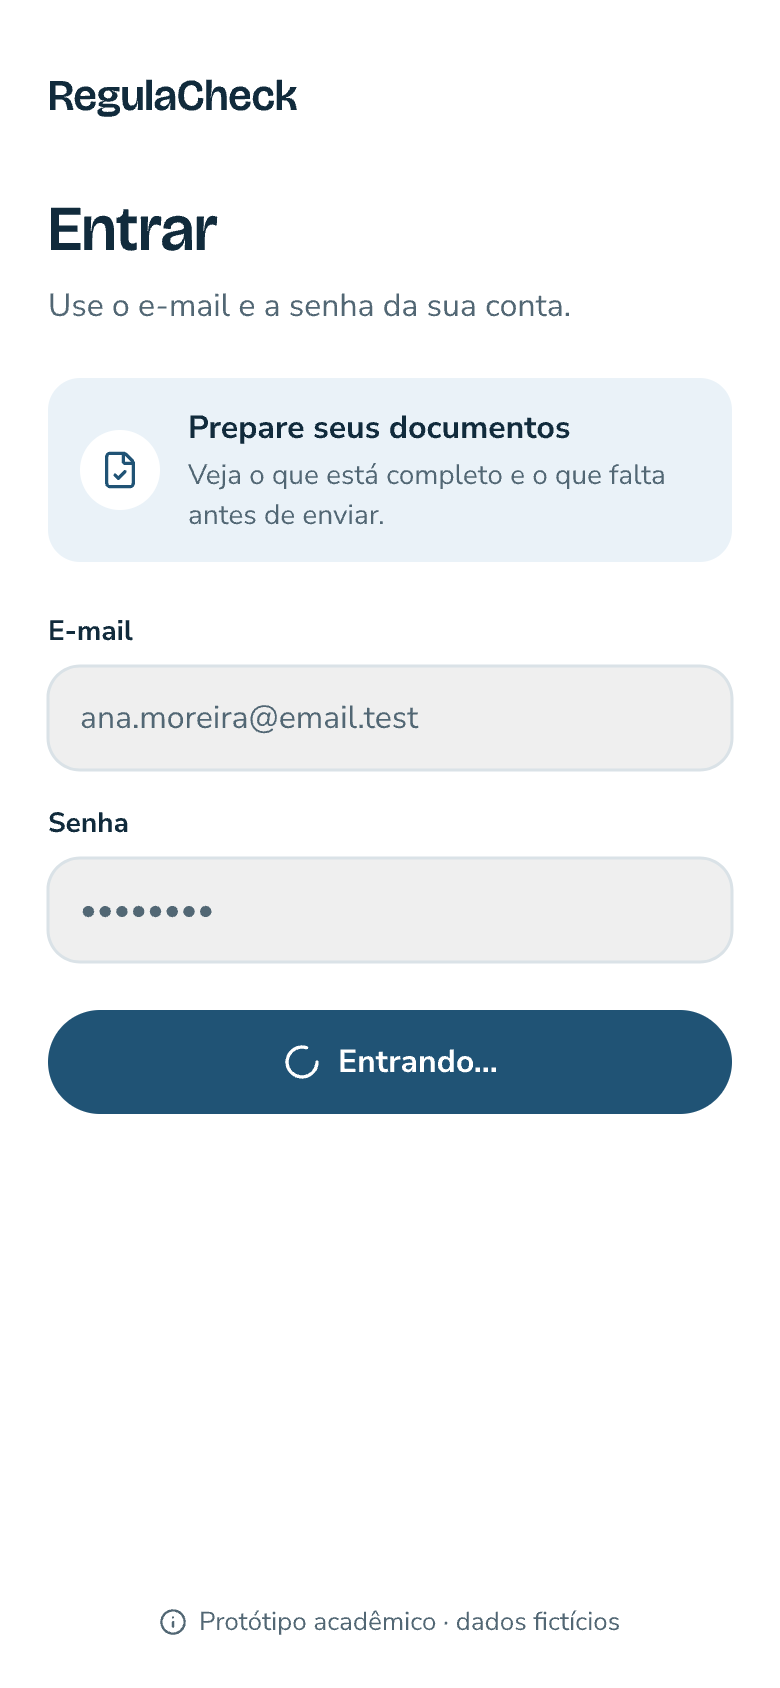 RegulaCheck
Entrar
Use o e-mail e a senha da sua conta.
Prepare seus documentos
Veja o que está completo e o que falta
antes de enviar.
E-mail
ana.moreira@email.test
Senha
••••••••
Entrando...
Protótipo acadêmico · dados fictícios